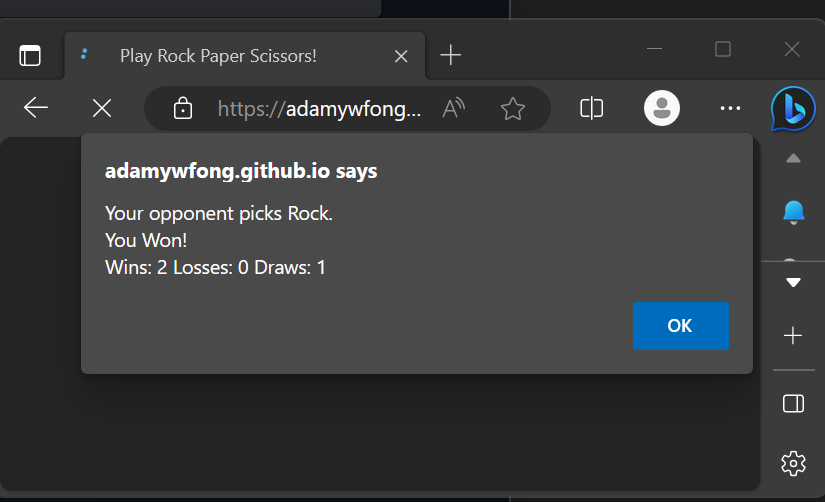 Play Rock Paper Scissors!
https://adamywfong...
adamywfong.github.io says
Your opponent picks Rock.
You Won!
Wins: 2 Losses: 0 Draws: 1
OK